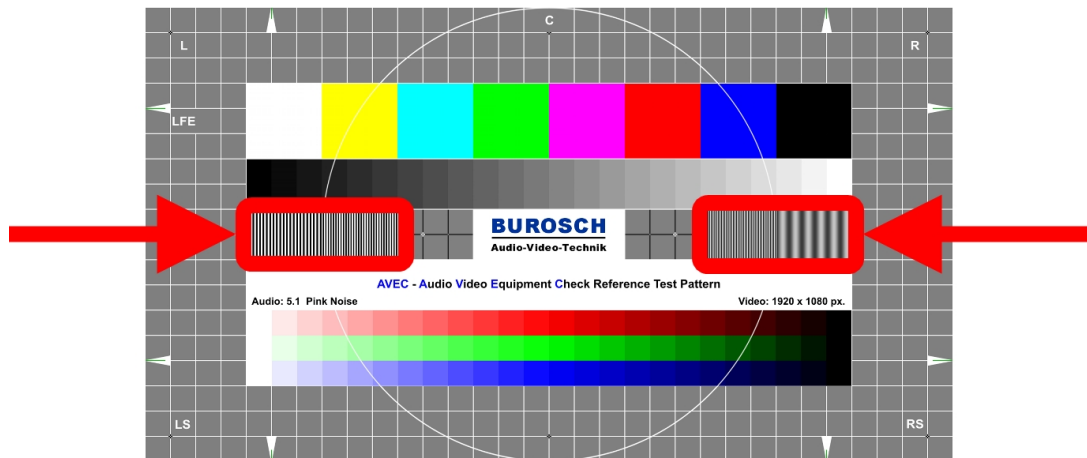 C
L
R
LFE
BUROSCH
Audio-Video-Technik
AVEC - Audio Video Equipment Check Reference Test Pattern
Audio: 5.1 Pink Noise
Video: 1920 x 1080 px.
LS
RS